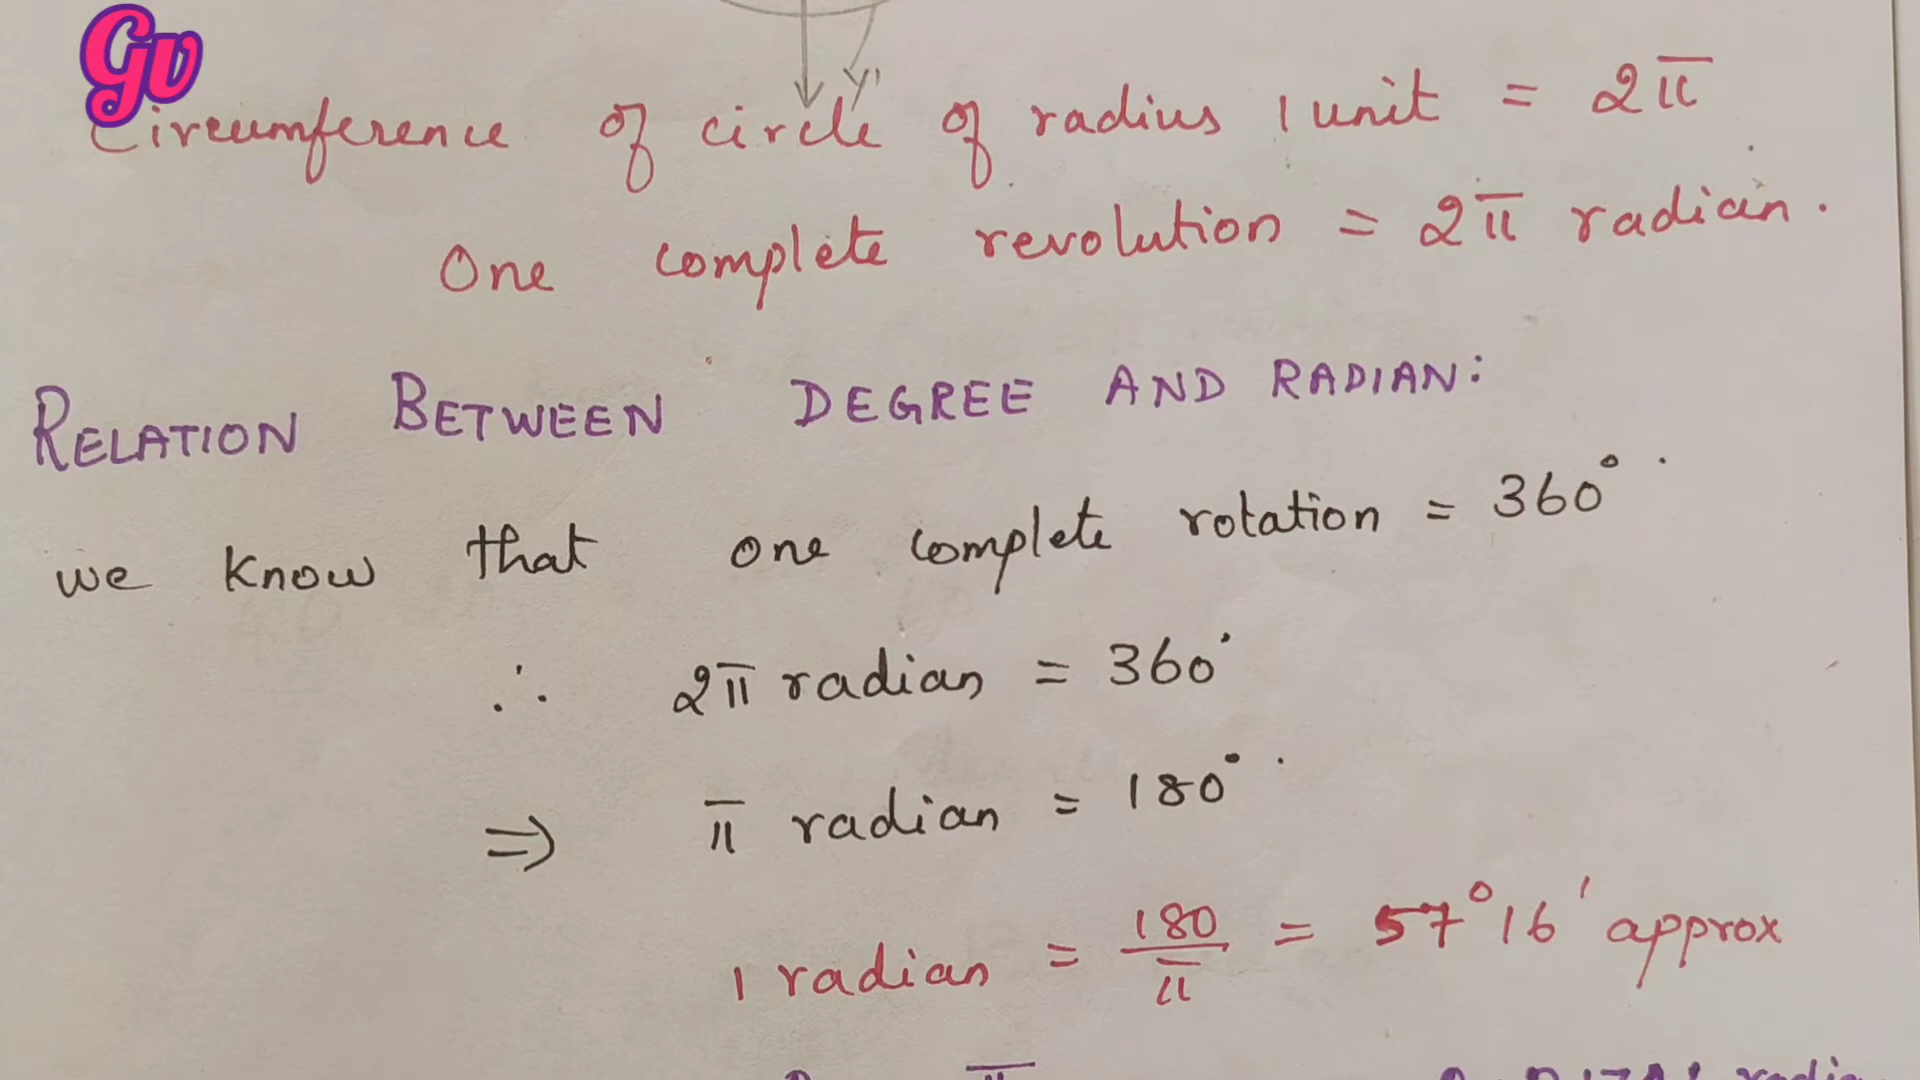 Gv
Y'
Circumference of circle of radius 1 unit = 2π
One complete revolution = 2π radian.
RELATION BETWEEN DEGREE AND RADIAN:
we know that one complete rotation = 360°.
∴ 2π radian = 360°
⇒ π radian = 180°.
1 radian = 180/π = 57°16' approx